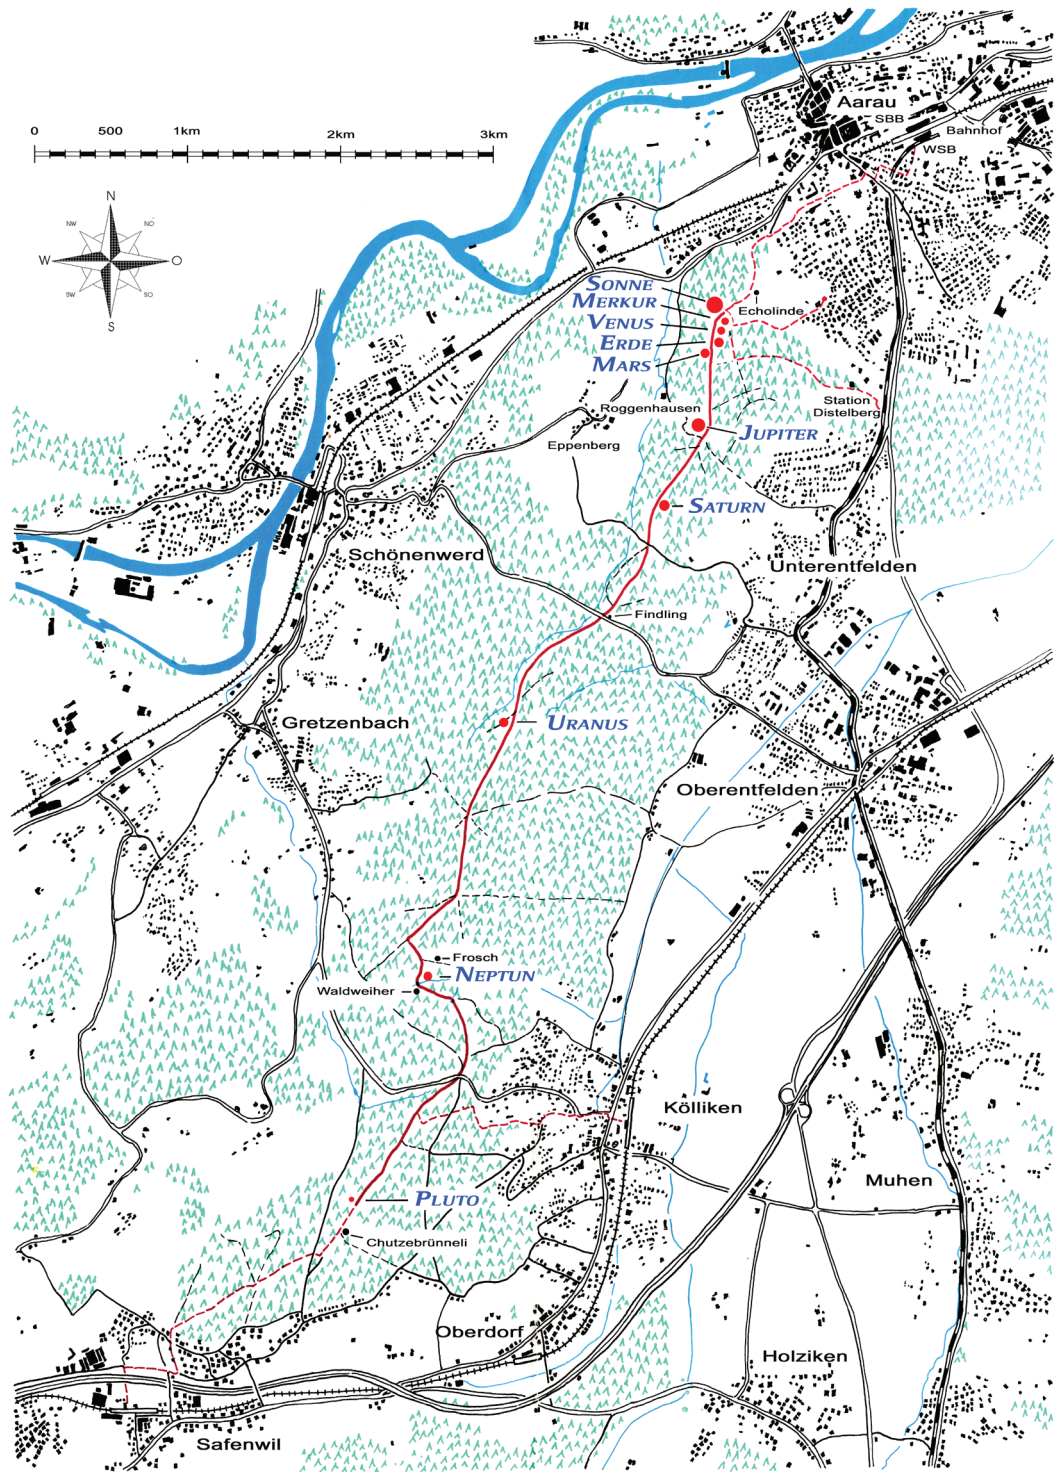 Aarau
SBB
Bahnhof
WSB
0 500 1km 2km 3km
N
NW NO
W O
SW SO
S
SONNE
MERKUR
VENUS
ERDE
MARS
Echolinde
Station
Distelberg
Roggenhausen
JUPITER
Eppenberg
SATURN
Schönenwerd
Unterentfelden
Findling
Gretzenbach
URANUS
Oberentfelden
Frosch
NEPTUN
Waldweiher
Kölliken
Muhen
PLUTO
Chutzebrünneli
Oberdorf
Holziken
Safenwil